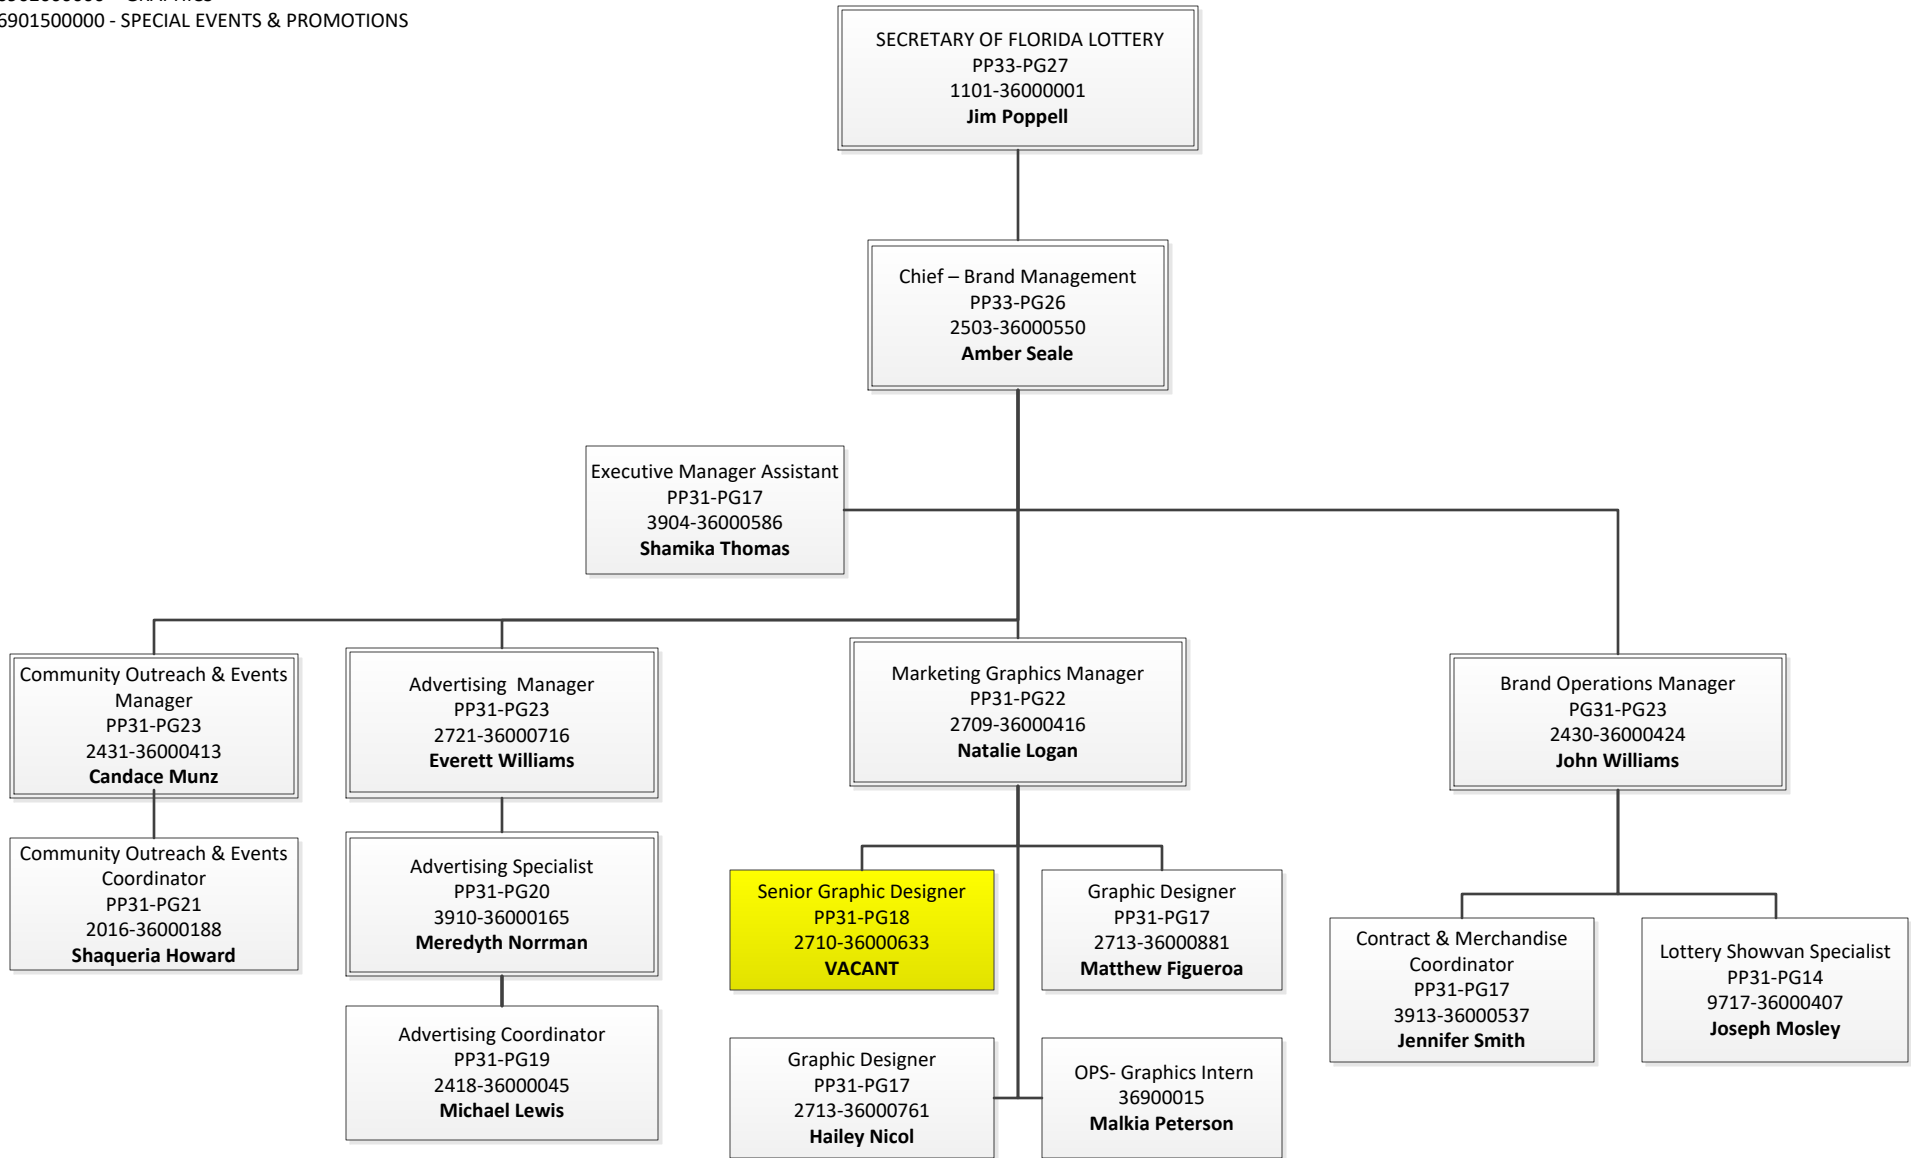 6901500000 - SPECIAL EVENTS & PROMOTIONS
SECRETARY OF FLORIDA LOTTERY
PP33-PG27
1101-36000001
Jim Poppell
Chief – Brand Management
PP33-PG26
2503-36000550
Amber Seale
Executive Manager Assistant
PP31-PG17
3904-36000586
Shamika Thomas
Community Outreach & Events
Manager
PP31-PG23
2431-36000413
Candace Munz
Advertising  Manager
PP31-PG23
2721-36000716
Everett Williams
Marketing Graphics Manager
PP31-PG22
2709-36000416
Natalie Logan
Brand Operations Manager
PG31-PG23
2430-36000424
John Williams
Community Outreach & Events
Coordinator
PP31-PG21
2016-36000188
Shaqueria Howard
Advertising Specialist
PP31-PG20
3910-36000165
Meredyth Norrman
Senior Graphic Designer
PP31-PG18
2710-36000633
VACANT
Graphic Designer
PP31-PG17
2713-36000881
Matthew Figueroa
Contract & Merchandise
Coordinator
PP31-PG17
3913-36000537
Jennifer Smith
Lottery Showvan Specialist
PP31-PG14
9717-36000407
Joseph Mosley
Advertising Coordinator
PP31-PG19
2418-36000045
Michael Lewis
Graphic Designer
PP31-PG17
2713-36000761
Hailey Nicol
OPS- Graphics Intern
36900015
Malkia Peterson